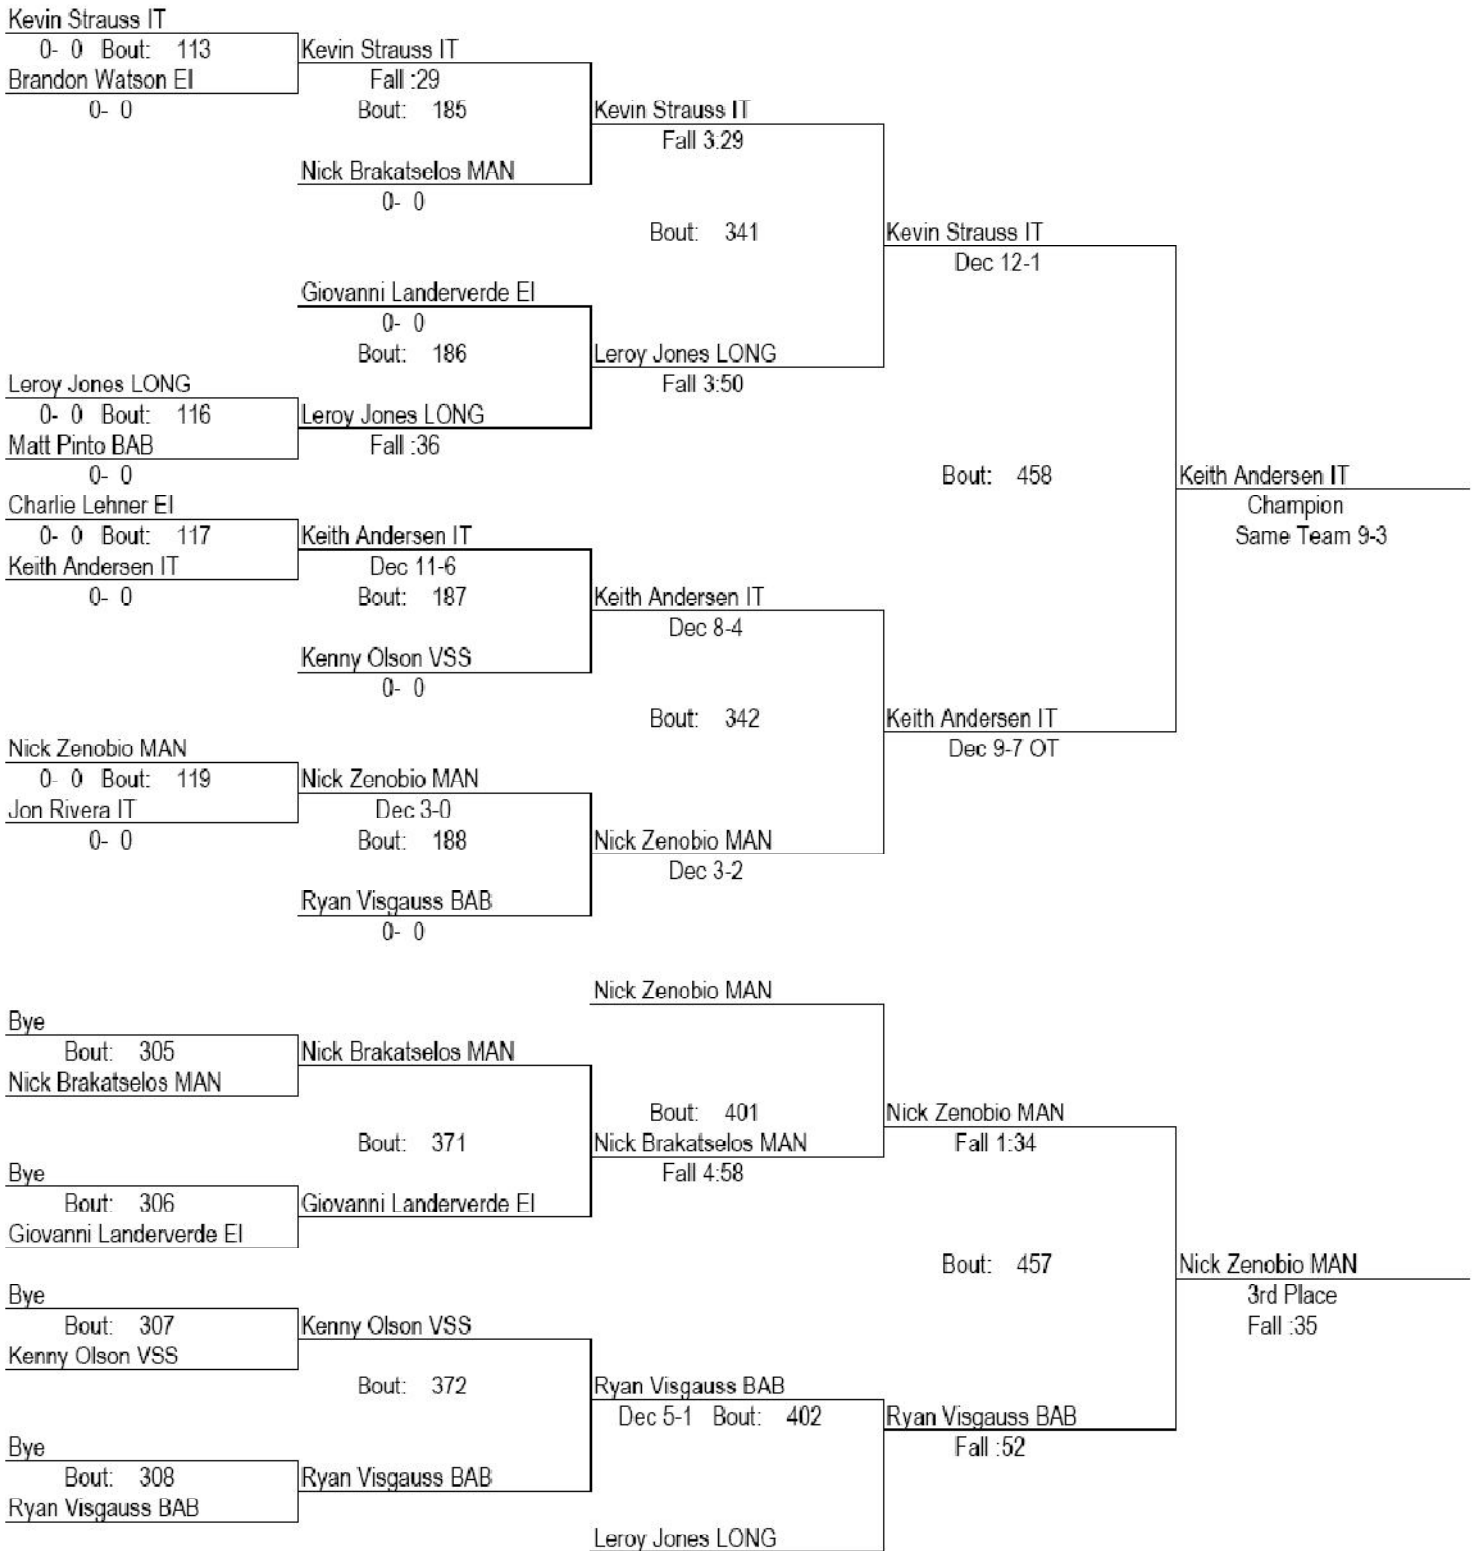 Kevin Strauss IT
0- 0 Bout: 113 Kevin Strauss IT
Brandon Watson EI Fall :29
0- 0 Bout: 185 Kevin Strauss IT
Fall 3:29
Nick Brakatselos MAN
0- 0
Bout: 341 Kevin Strauss IT
Dec 12-1
Giovanni Landerverde EI
0- 0
Bout: 186 Leroy Jones LONG
Leroy Jones LONG Fall 3:50
0- 0 Bout: 116 Leroy Jones LONG
Matt Pinto BAB Fall :36
0- 0 Bout: 458 Keith Andersen IT
Charlie Lehner EI Champion
0- 0 Bout: 117 Keith Andersen IT Same Team 9-3
Keith Andersen IT Dec 11-6
0- 0 Bout: 187 Keith Andersen IT
Dec 8-4
Kenny Olson VSS
0- 0
Bout: 342 Keith Andersen IT
Nick Zenobio MAN Dec 9-7 OT
0- 0 Bout: 119 Nick Zenobio MAN
Jon Rivera IT Dec 3-0
0- 0 Bout: 188 Nick Zenobio MAN
Dec 3-2
Ryan Visgauss BAB
0- 0
Nick Zenobio MAN
Bye
Bout: 305 Nick Brakatselos MAN
Nick Brakatselos MAN
Bout: 401 Nick Zenobio MAN
Bout: 371 Nick Brakatselos MAN Fall 1:34
Bye Fall 4:58
Bout: 306 Giovanni Landerverde EI
Giovanni Landerverde EI
Bout: 457 Nick Zenobio MAN
Bye 3rd Place
Bout: 307 Kenny Olson VSS Fall :35
Kenny Olson VSS
Bout: 372 Ryan Visgauss BAB
Dec 5-1 Bout: 402 Ryan Visgauss BAB
Bye Fall :52
Bout: 308 Ryan Visgauss BAB
Ryan Visgauss BAB
Leroy Jones LONG